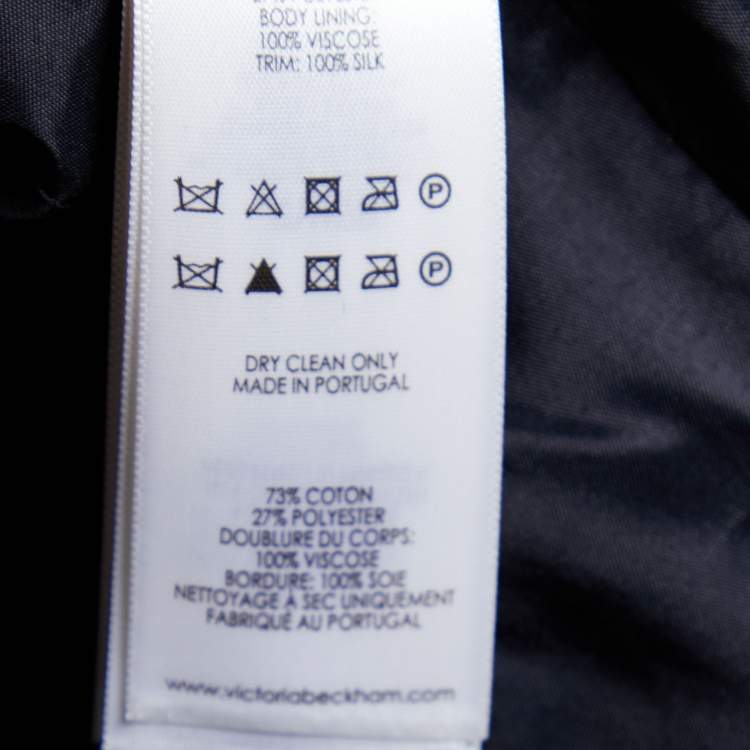 BODY LINING:
100% VISCOSE
TRIM: 100% SILK
P
P
DRY CLEAN ONLY
MADE IN PORTUGAL
73% COTON
27% POLYESTER
DOUBLURE DU CORPS:
100% VISCOSE
BORDURE: 100% SOIE
NETTOYAGE À SEC UNIQUEMENT
FABRIQUÉ AU PORTUGAL
www.victoriabeckham.com